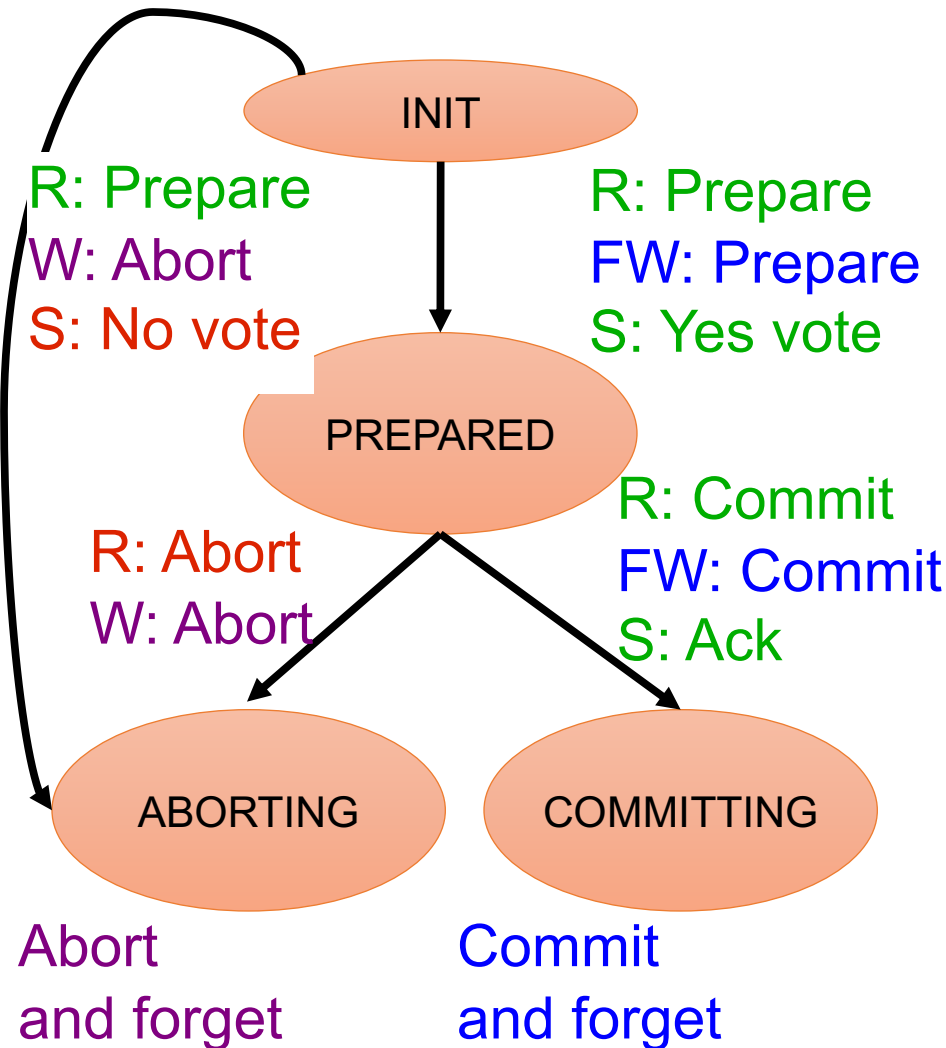 INIT
R: Prepare
W: Abort
S: No vote
R: Prepare
FW: Prepare
S: Yes vote
PREPARED
R: Abort
W: Abort
R: Commit
FW: Commit
S: Ack
ABORTING
COMMITTING
Abort
and forget
Commit
and forget